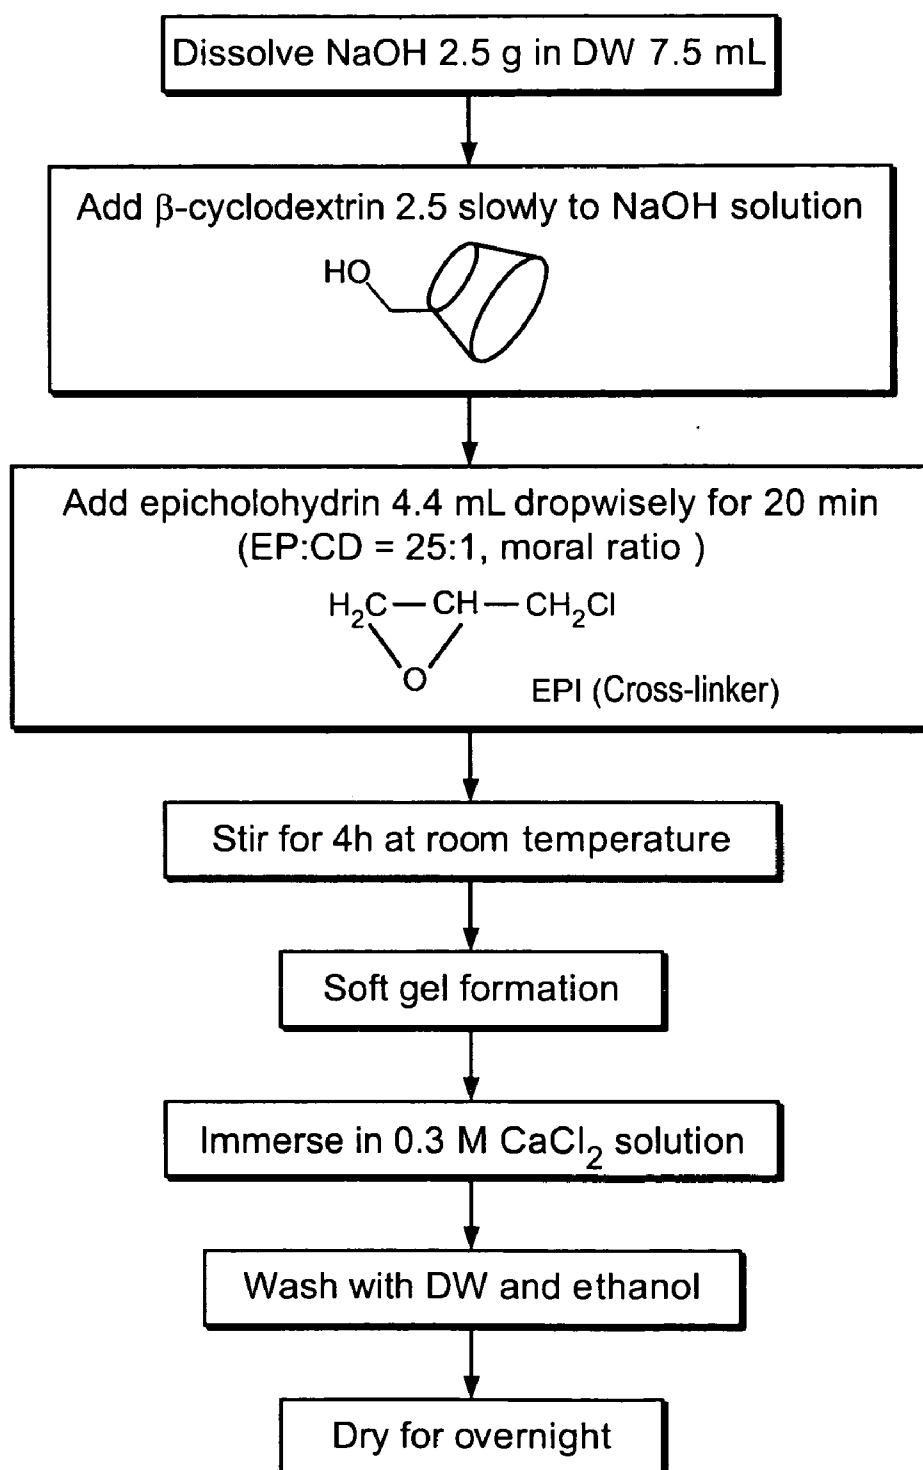 Dissolve NaOH 2.5 g in DW 7.5 mL
Add β-cyclodextrin 2.5 slowly to NaOH solution
HO
Add epicholohydrin 4.4 mL dropwisely for 20 min
(EP:CD = 25:1, moral ratio )
H₂C — CH — CH₂Cl
O
EPI (Cross-linker)
Stir for 4h at room temperature
Soft gel formation
Immerse in 0.3 M CaCl₂ solution
Wash with DW and ethanol
Dry for overnight